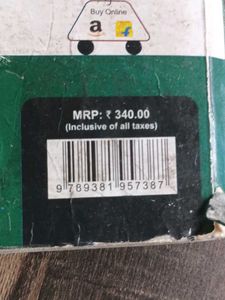 Buy Online
a
MRP: ₹ 340.00
(Inclusive of all taxes)
9 789381 957387